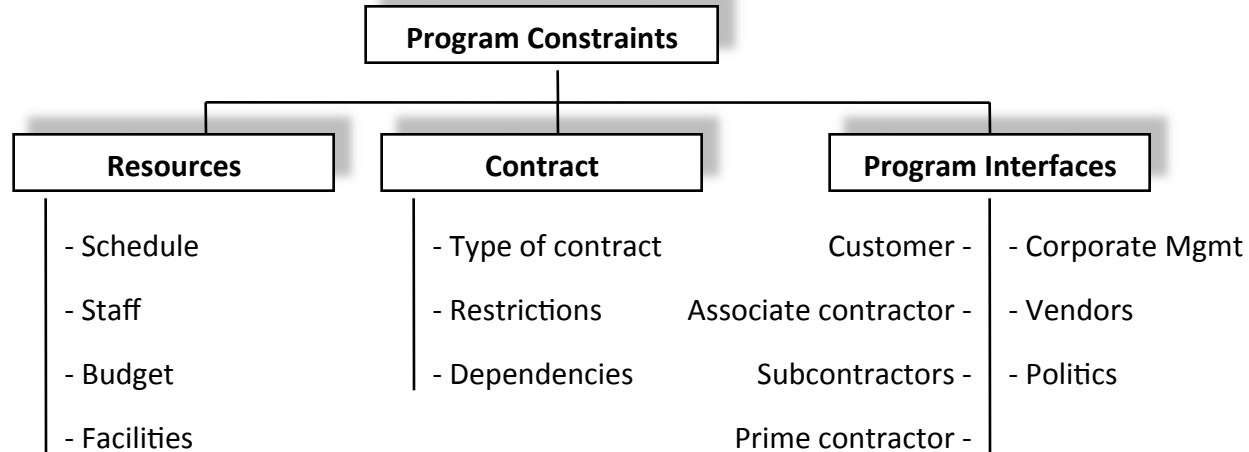 Program Constraints
Resources
- Schedule
- Staff
- Budget
- Facilities
Contract
- Type of contract
- Restrictions
- Dependencies
Program Interfaces
Customer -
Associate contractor -
Subcontractors -
Prime contractor -
- Corporate Mgmt
- Vendors
- Politics